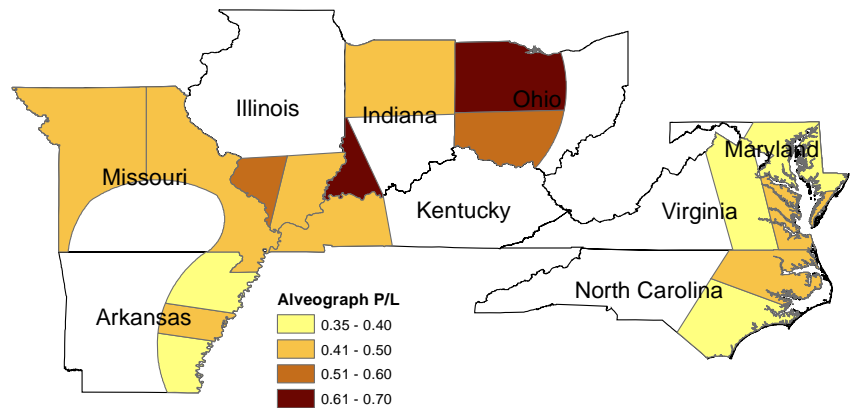 Illinois
Indiana
Ohio
Missouri
Maryland
Kentucky
Virginia
North Carolina
Arkansas
Alveograph P/L
0.35 - 0.40
0.41 - 0.50
0.51 - 0.60
0.61 - 0.70